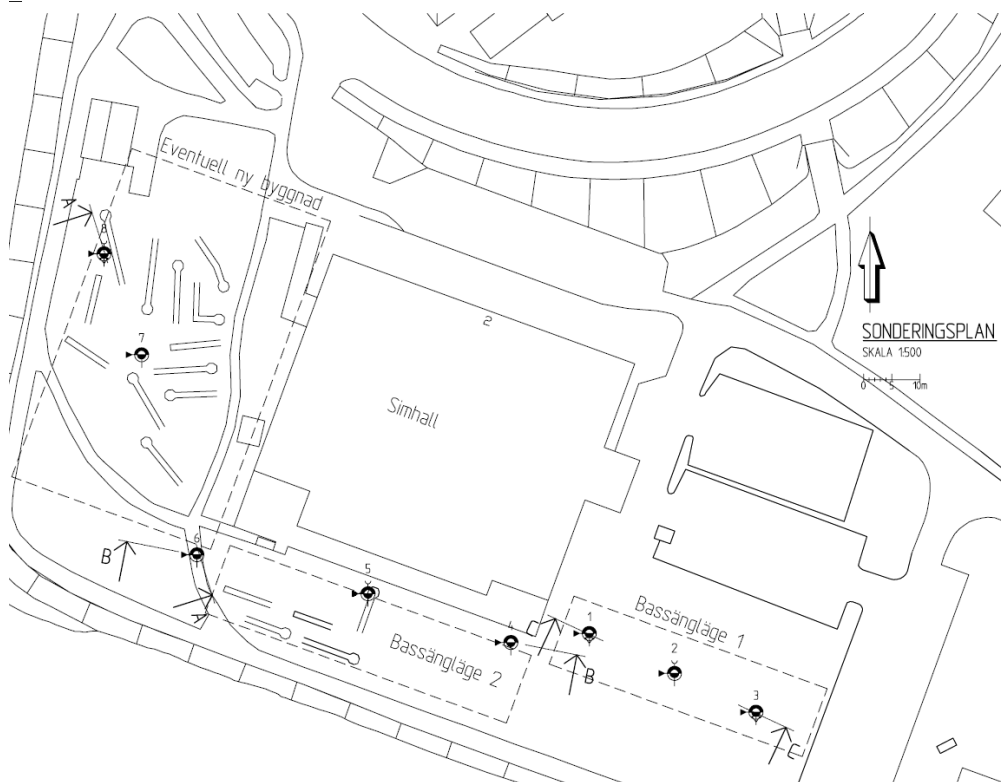 Eventuell ny byggnad
A
8
7
2
Simhall
SONDERINGSPLAN
SKALA 1:500
0 5 10m
6
B
A
5
4
Bassängläge 2
C
1
Bassängläge 1
2
B
3
C